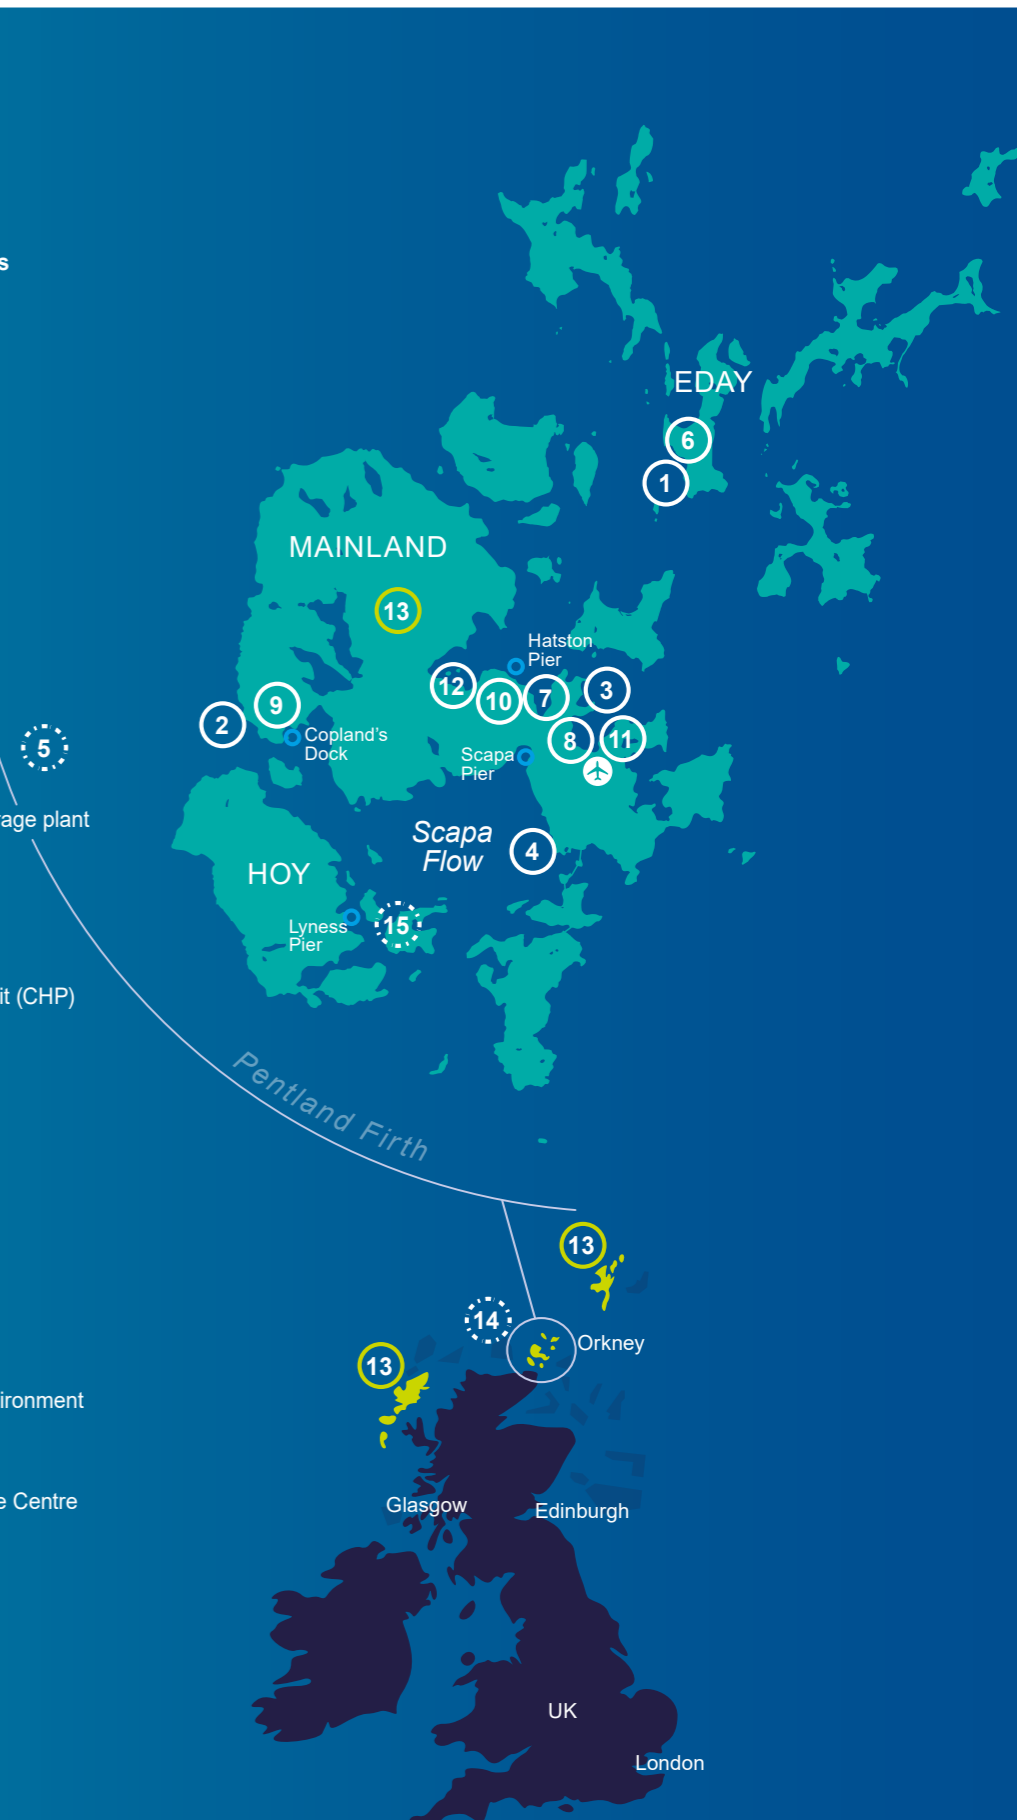 s
EDAY
6
1
MAINLAND
13
Hatston
Pier
12
10
7
3
9
2
Copland's
Dock
5
8
11
Scapa
Pier
rage plant
Scapa
Flow
4
HOY
Lyness
Pier
15
it (CHP)
Pentland Firth
13
14
Orkney
13
ironment
e Centre
Glasgow
Edinburgh
UK
London